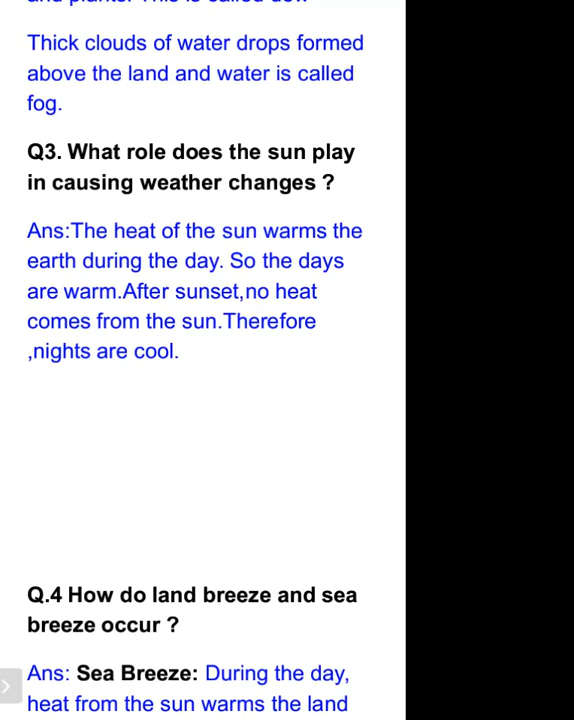 Thick clouds of water drops formed
above the land and water is called
fog.
Q3. What role does the sun play
in causing weather changes ?
Ans:The heat of the sun warms the
earth during the day. So the days
are warm.After sunset,no heat
comes from the sun.Therefore
,nights are cool.
Q.4 How do land breeze and sea
breeze occur ?
Ans: Sea Breeze: During the day,
heat from the sun warms the land